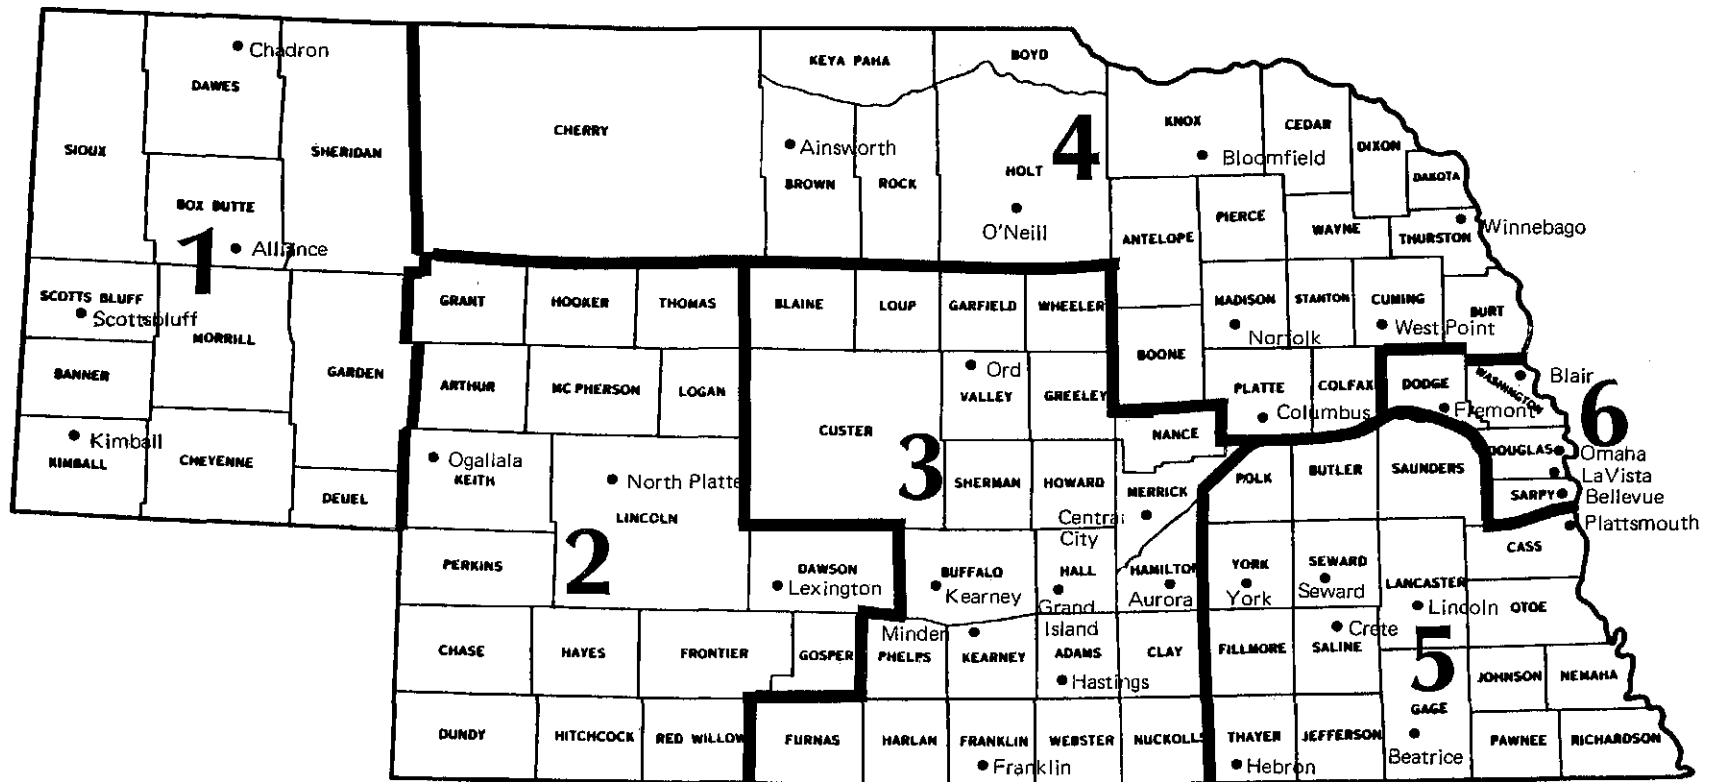 Chadron
DAWES
SIOUX
SHERIDAN
BOX BUTTE
1
Alliance
SCOTTS BLUFF
Scottsbluff
MORRILL
BANNER
GARDEN
Kimball
KIMBALL
CHEYENNE
DEUEL
CHERRY
KEYA PAHA
BOYD
Ainsworth
BROWN
ROCK
HOLT
4
O'Neill
KNOX
Bloomfield
CEDAR
DIXON
DAKOTA
ANTELOPE
PIERCE
WAYNE
THURSTON
Winnebago
MADISON
Norfolk
STANTON
CUMING
West Point
BURT
BOONE
PLATTE
Columbus
COLFAX
NANCE
GRANT
HOOKER
THOMAS
ARTHUR
MC PHERSON
LOGAN
Ogallala
KEITH
North Platte
LINCOLN
2
PERKINS
DAWSON
Lexington
CHASE
HAYES
FRONTIER
GOSPER
DUNDY
HITCHCOCK
RED WILLOW
BLAINE
LOUP
GARFIELD
WHEELER
CUSTER
Ord
VALLEY
GREELEY
3
SHERMAN
HOWARD
MERRICK
Central
City
BUFFALO
Kearney
HALL
Grand
Island
HAMILTON
Aurora
Minden
PHELPS
KEARNEY
ADAMS
Hastings
CLAY
FURNAS
HARLAN
FRANKLIN
Franklin
WEBSTER
NUCKOLLS
DODGE
Fremont
WASHINGTON
Blair
6
DOUGLAS
Omaha
LaVista
SARPY
Bellevue
Plattsmouth
POLK
BUTLER
SAUNDERS
CASS
YORK
York
SEWARD
Seward
LANCASTER
Lincoln
OTOE
FILLMORE
Crete
SALINE
5
JOHNSON
NEMAHA
GAGE
Beatrice
THAYER
Hebron
JEFFERSON
PAWNEE
RICHARDSON